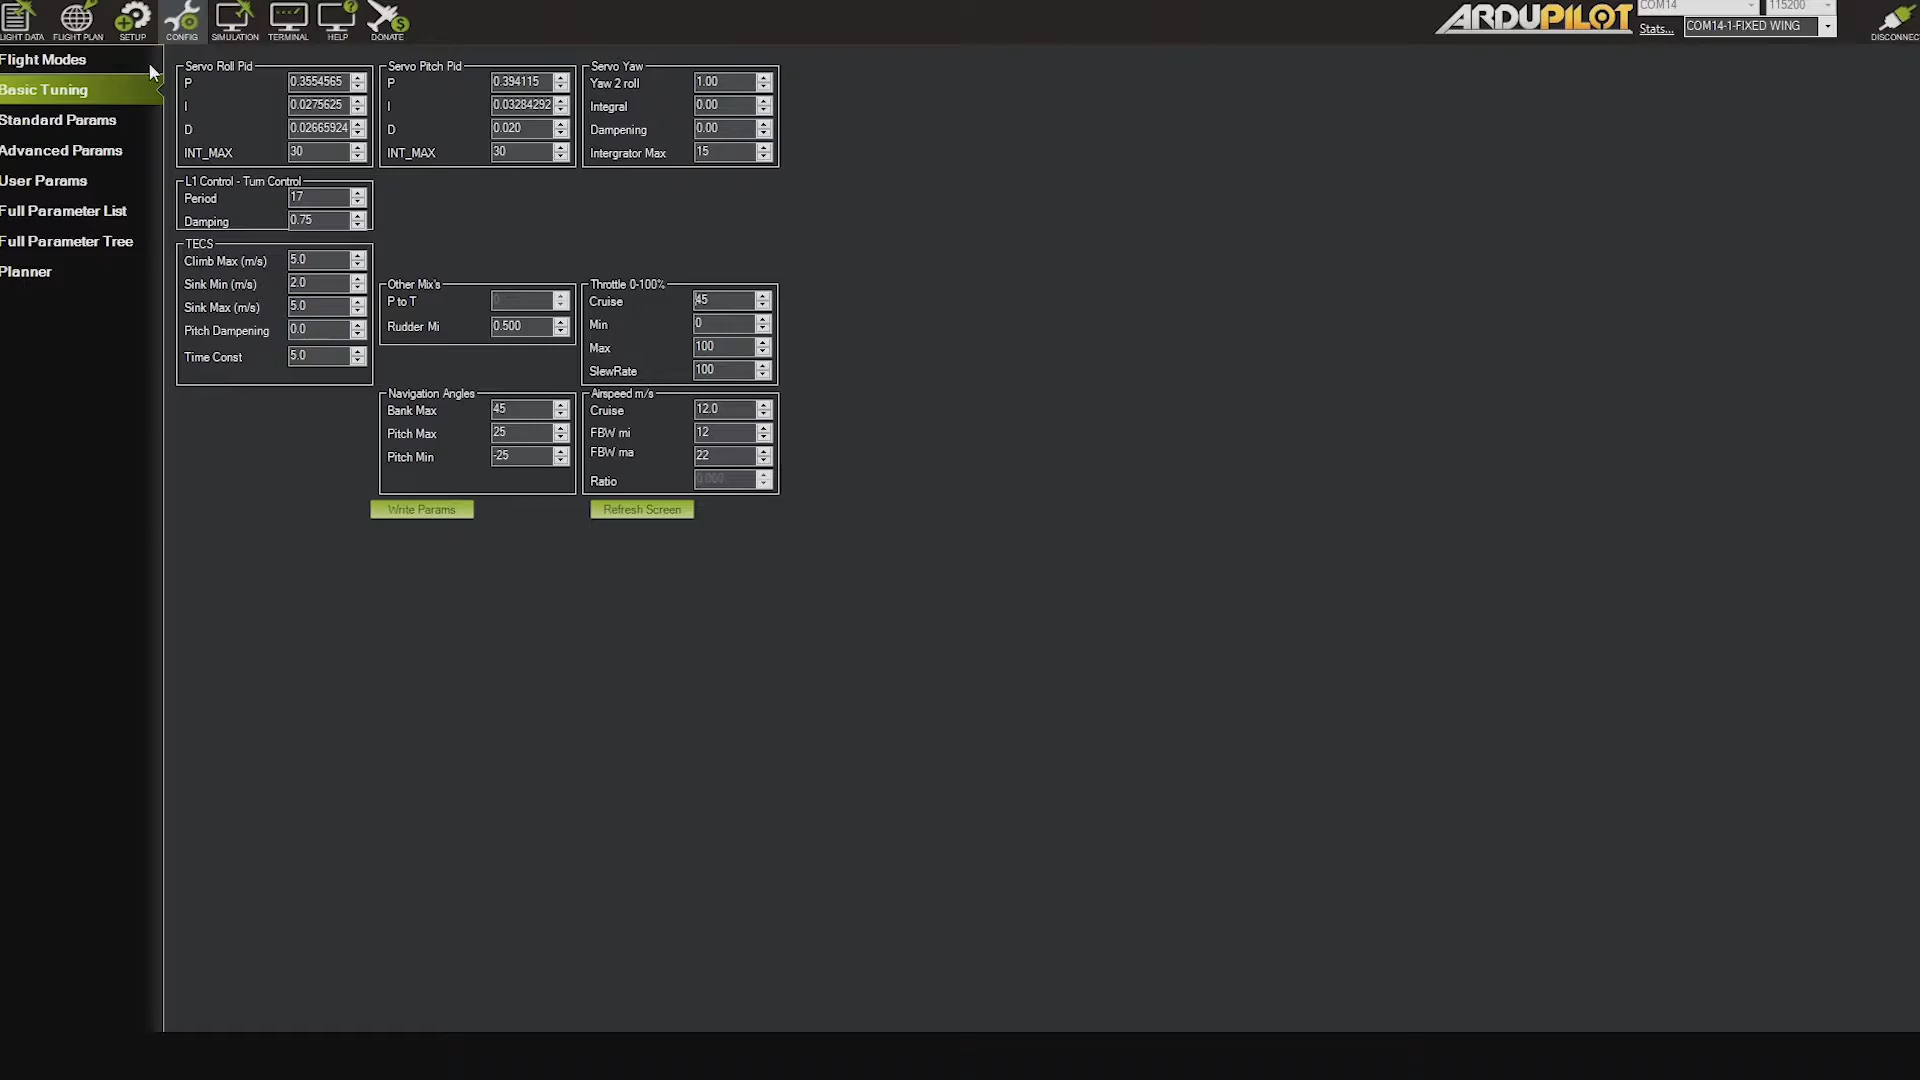 LIGHT DATA FLIGHT PLAN SETUP CONFIG SIMULATION TERMINAL HELP DONATE
ARDUPILOT
COM14 115200
Stats... COM14-1-FIXED WING
DISCONNEC
Flight Modes
Basic Tuning
Standard Params
Advanced Params
User Params
Full Parameter List
Full Parameter Tree
Planner
Servo Roll Pid
P 0.3554565
I 0.0275625
D 0.02665924
INT_MAX 30
Servo Pitch Pid
P 0.394115
I 0.03284292
D 0.020
INT_MAX 30
Servo Yaw
Yaw 2 roll 1.00
Integral 0.00
Dampening 0.00
Intergrator Max 15
L1 Control - Turn Control
Period 17
Damping 0.75
TECS
Climb Max (m/s) 5.0
Sink Min (m/s) 2.0
Sink Max (m/s) 5.0
Pitch Dampening 0.0
Time Const 5.0
Other Mix's
P to T 0
Rudder Mi 0.500
Throttle 0-100%
Cruise 45
Min 0
Max 100
SlewRate 100
Navigation Angles
Bank Max 45
Pitch Max 25
Pitch Min -25
Airspeed m/s
Cruise 12.0
FBW mi 12
FBW ma 22
Ratio 0.000
Write Params
Refresh Screen